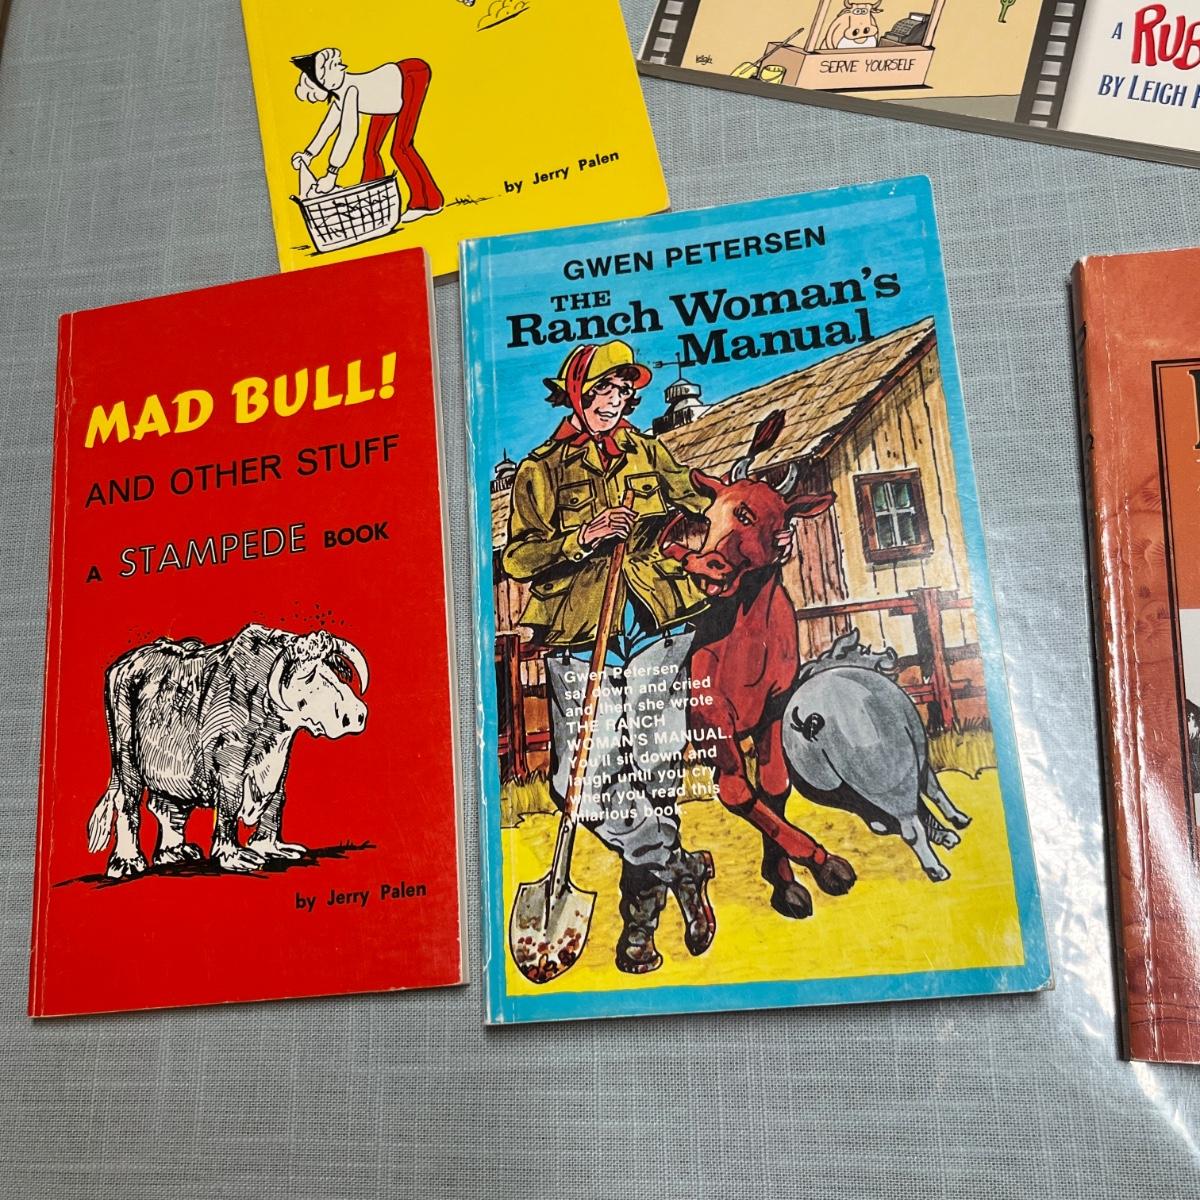 by Jerry Palen
SERVE YOURSELF
A RUB
BY LEIGH
MAD BULL!
AND OTHER STUFF
A STAMPEDE BOOK
by Jerry Palen
GWEN PETERSEN
THE
Ranch Woman's
Manual
Gwen Petersen
sat down and cried
and then she wrote
THE RANCH
WOMAN'S MANUAL.
You'll sit down and
laugh until you cry
when you read this
hilarious book.